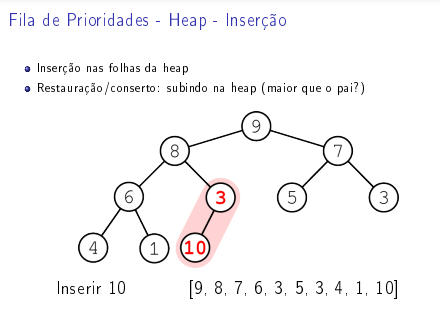 Fila de Prioridades - Heap - Inserção
Inserção nas folhas da heap
Restauração/conserto: subindo na heap (maior que o pai?)
9
8 7
6 3 5 3
4 1 10
Inserir 10 [9, 8, 7, 6, 3, 5, 3, 4, 1, 10]